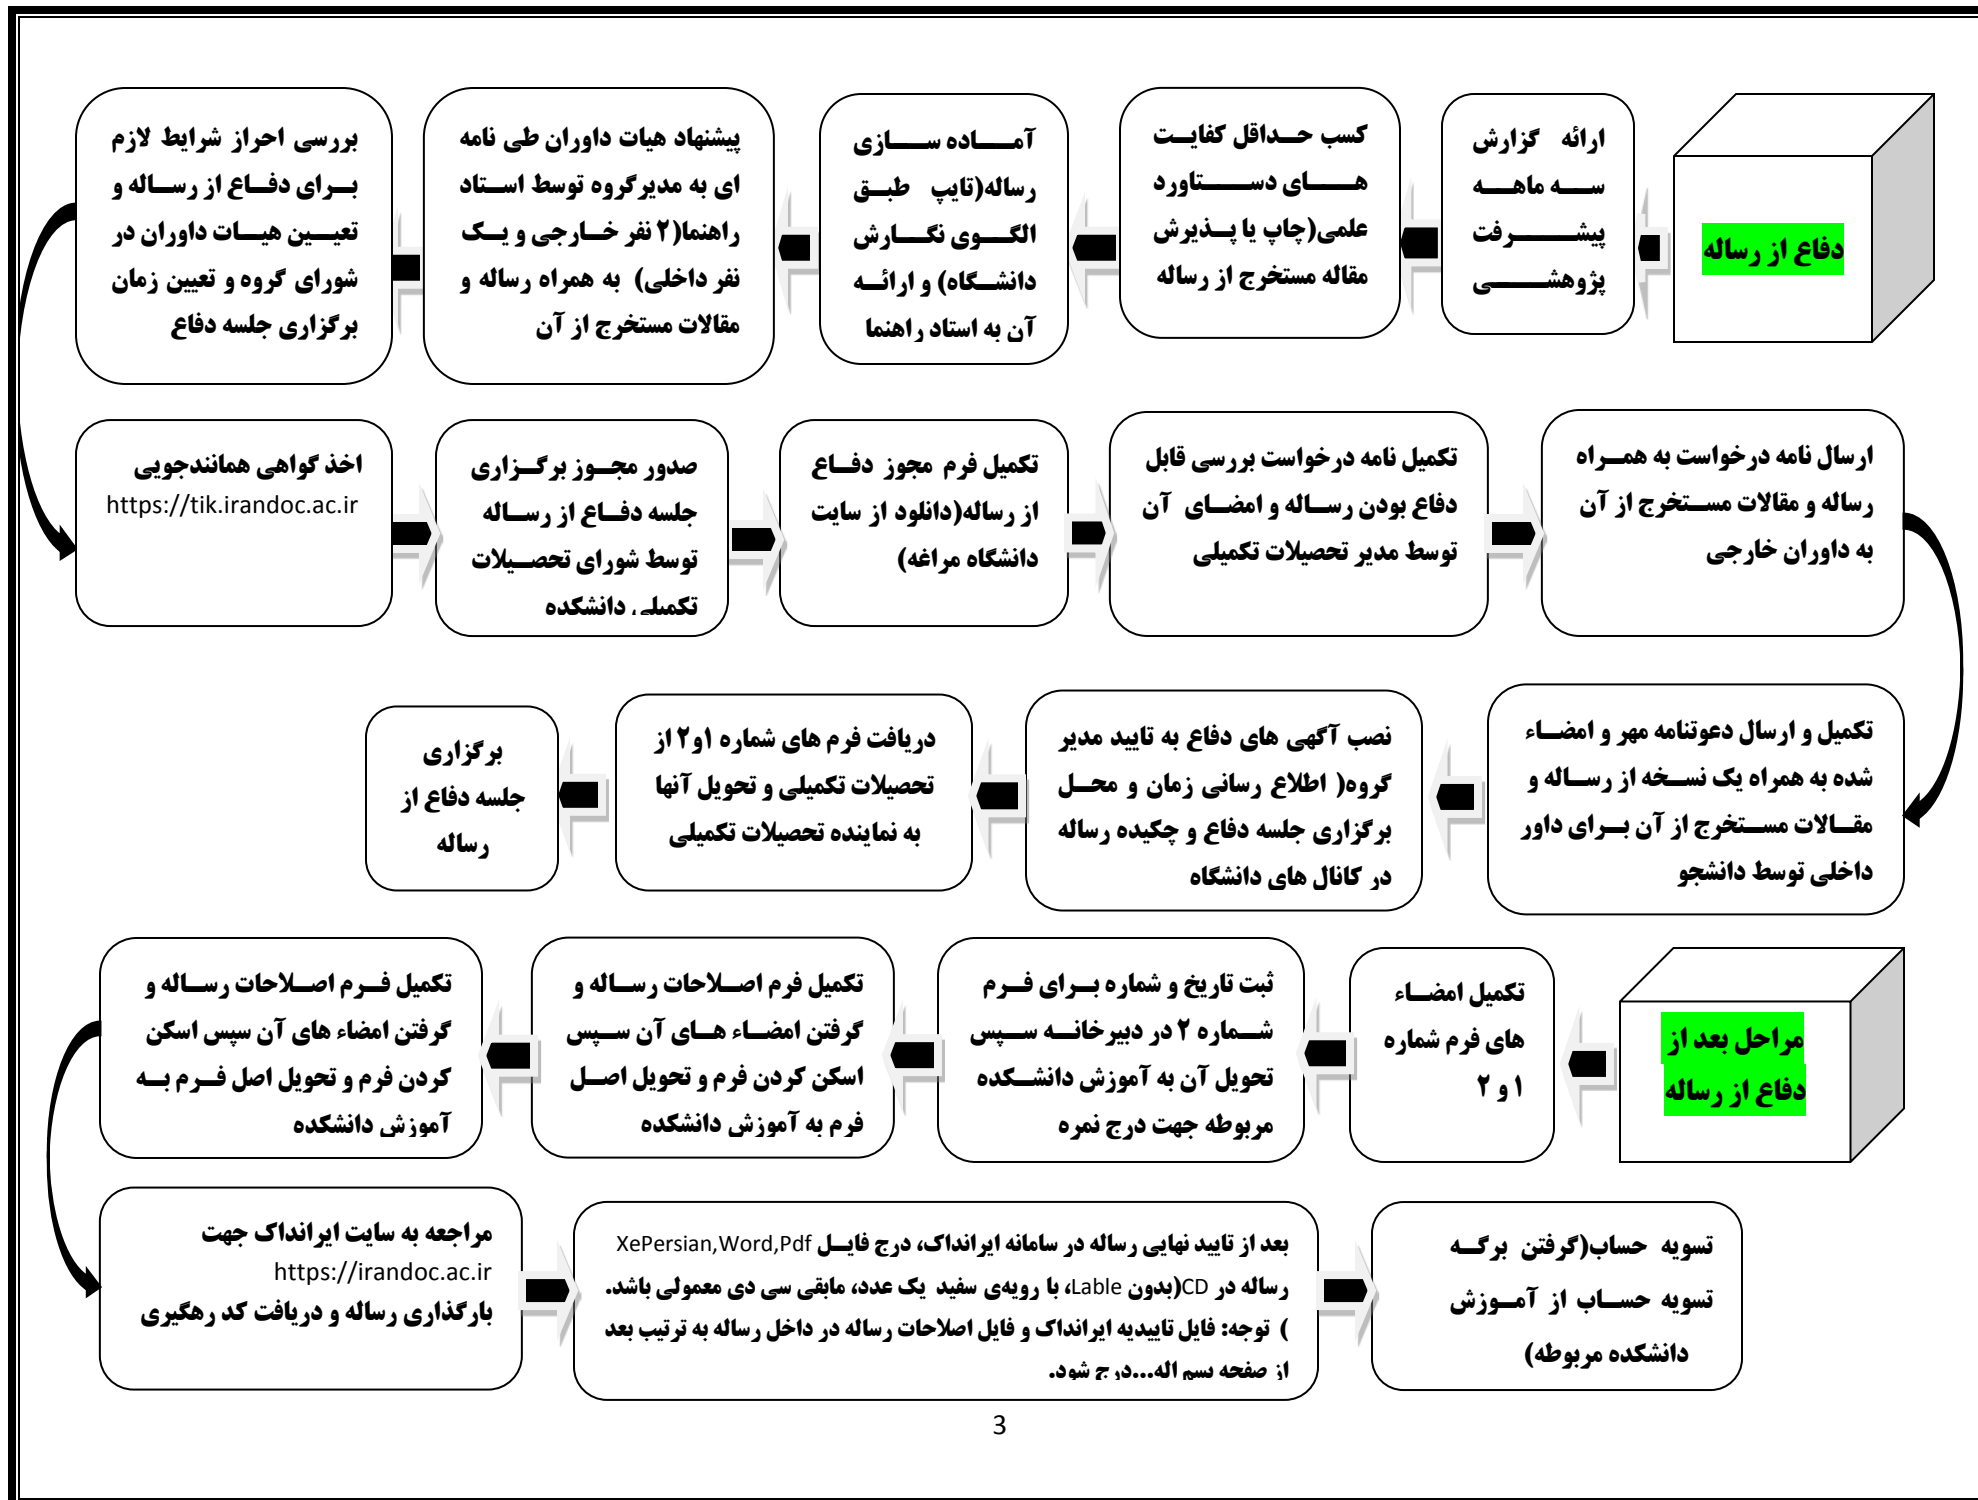 دفاع از رساله
ارائه گزارش
سه ماهه
پیشرفت
پژوهشی
کسب حداقل کفایت
های دستاورد
علمی(چاپ یا پذیرش
مقاله مستخرج از رساله
آماده سازی
رساله(تایپ طبق
الگوی نگارش
دانشگاه) و ارائه
آن به استاد راهنما
پیشنهاد هیات داوران طی نامه
ای به مدیرگروه توسط استاد
راهنما(۲ نفر خارجی و یک
نفر داخلی) به همراه رساله و
مقالات مستخرج از آن
بررسی احراز شرایط لازم
برای دفاع از رساله و
تعیین هیات داوران در
شورای گروه و تعیین زمان
برگزاری جلسه دفاع
اخذ گواهی همانندجویی
https://tik.irandoc.ac.ir
صدور مجوز برگزاری
جلسه دفاع از رساله
توسط شورای تحصیلات
تکمیلی دانشکده
تکمیل فرم مجوز دفاع
از رساله(دانلود از سایت
دانشگاه مراغه)
تکمیل نامه درخواست بررسی قابل
دفاع بودن رساله و امضای آن
توسط مدیر تحصیلات تکمیلی
ارسال نامه درخواست به همراه
رساله و مقالات مستخرج از آن
به داوران خارجی
تکمیل و ارسال دعوتنامه مهر و امضاء
شده به همراه یک نسخه از رساله و
مقالات مستخرج از آن برای داور
داخلی توسط دانشجو
نصب آگهی های دفاع به تایید مدیر
گروه( اطلاع رسانی زمان و محل
برگزاری جلسه دفاع و چکیده رساله
در کانال های دانشگاه
دریافت فرم های شماره ۱و۲ از
تحصیلات تکمیلی و تحویل آنها
به نماینده تحصیلات تکمیلی
برگزاری
جلسه دفاع از
رساله
مراحل بعد از
دفاع از رساله
تکمیل امضاء
های فرم شماره
۱ و ۲
ثبت تاریخ و شماره برای فرم
شماره ۲ در دبیرخانه سپس
تحویل آن به آموزش دانشکده
مربوطه جهت درج نمره
تکمیل فرم اصلاحات رساله و
گرفتن امضاء های آن سپس
اسکن کردن فرم و تحویل اصل
فرم به آموزش دانشکده
تکمیل فرم اصلاحات رساله و
گرفتن امضاء های آن سپس اسکن
کردن فرم و تحویل اصل فرم به
آموزش دانشکده
مراجعه به سایت ایرانداک جهت
https://irandoc.ac.ir
بارگذاری رساله و دریافت کد رهگیری
بعد از تایید نهایی رساله در سامانه ایرانداک، درج فایل XePersian,Word,Pdf
رساله در CD(بدون Lable، با رویه‌ی سفید یک عدد، مابقی سی دی معمولی باشد.
) توجه: فایل تاییدیه ایرانداک و فایل اصلاحات رساله در داخل رساله به ترتیب بعد
از صفحه بسم اله...درج شود.
تسویه حساب(گرفتن برگه
تسویه حساب از آموزش
دانشکده مربوطه)
3